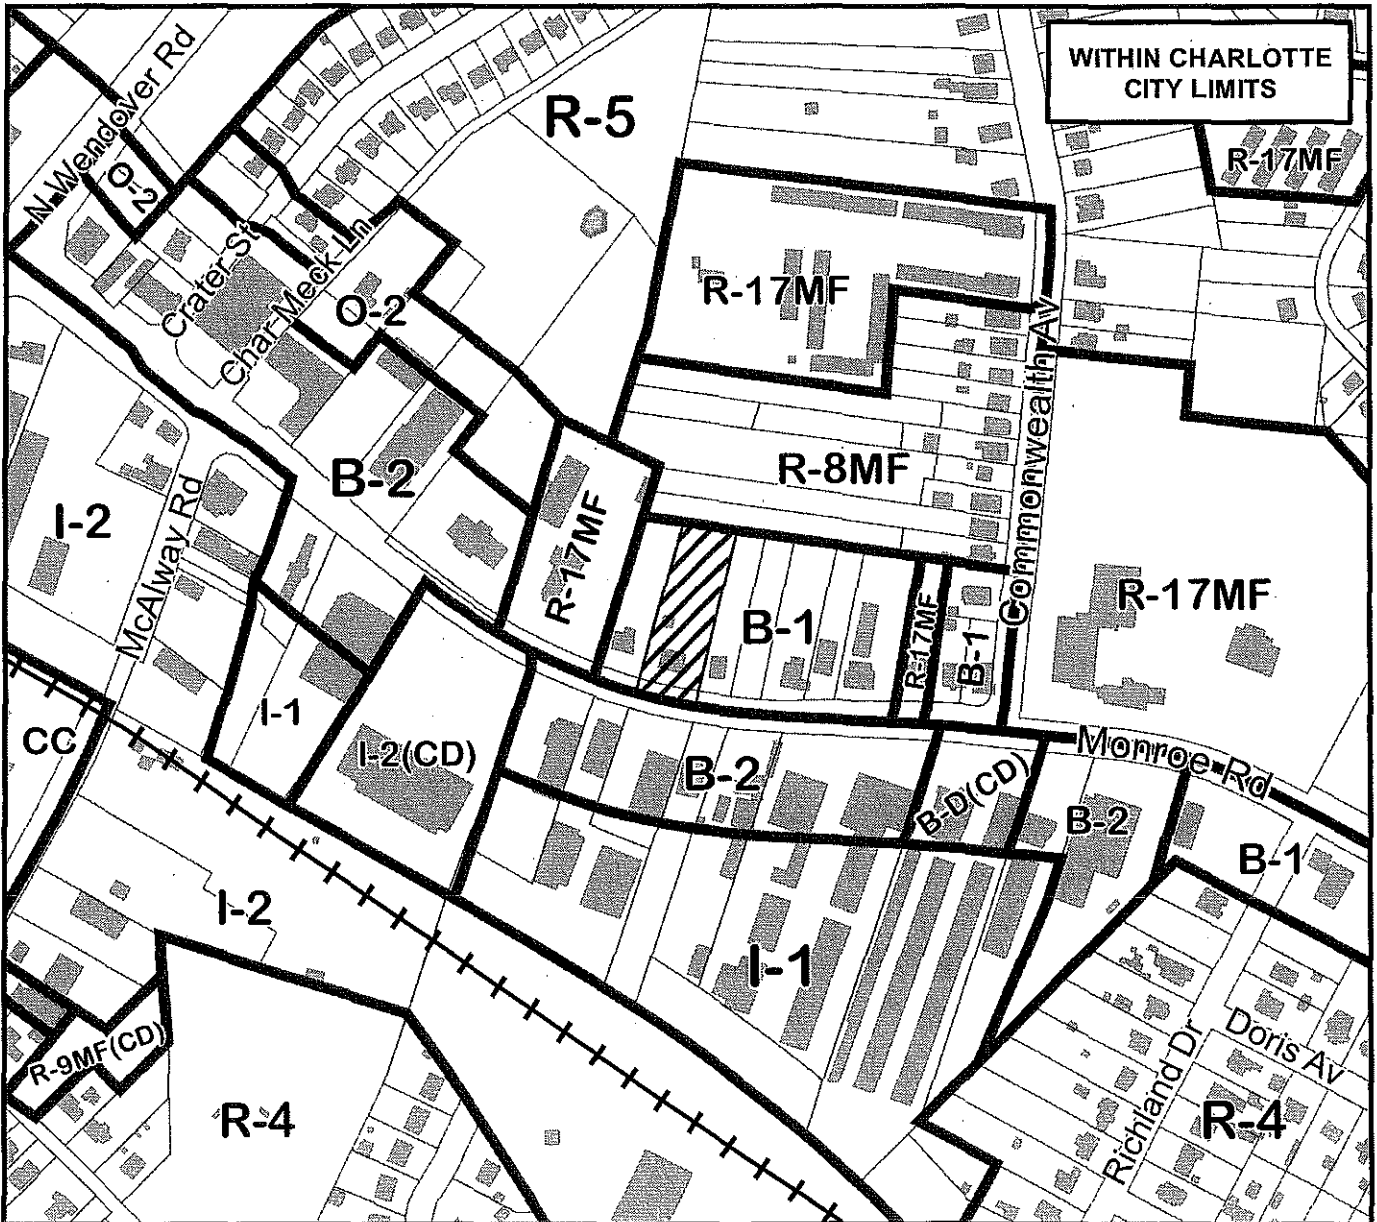 WITHIN CHARLOTTE
CITY LIMITS
R-5
R-17MF
N Wendover Rd
O-2
Crater St
Char-Meck Ln
O-2
R-17MF
Commonwealth Av
B-2
R-8MF
I-2
McAlway Rd
R-17MF
R-17MF
B-1
R-17MF
B-1
I-1
CC
I-2(CD)
B-2
B-D(CD)
Monroe Rd
B-2
B-1
I-2
I-1
R-9MF(CD)
R-4
Richland Dr
Doris Av
R-4